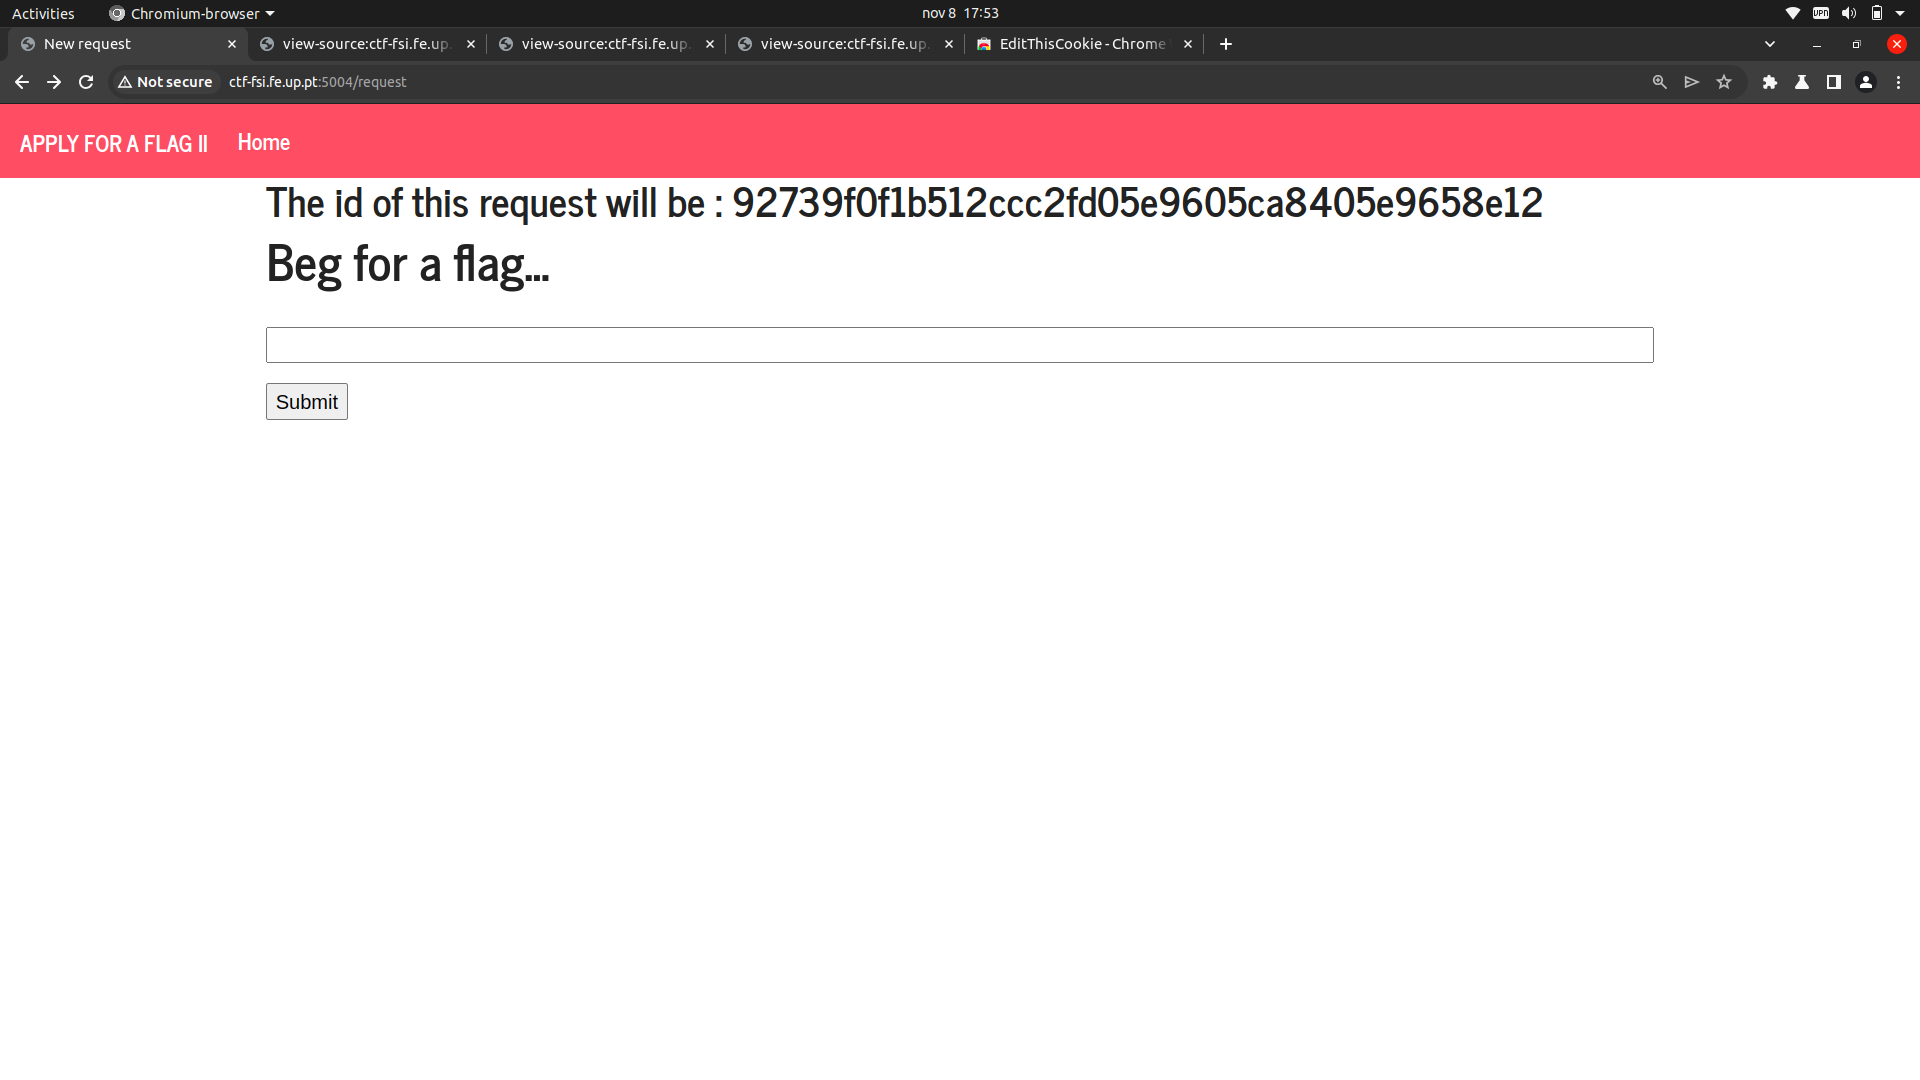 Activities Chromium-browser nov 8 17:53 VPN
New request view-source:ctf-fsi.fe.up. view-source:ctf-fsi.fe.up. view-source:ctf-fsi.fe.up. EditThisCookie - Chrome
Not secure ctf-fsi.fe.up.pt:5004/request
APPLY FOR A FLAG II Home
The id of this request will be : 92739f0f1b512ccc2fd05e9605ca8405e9658e12
Beg for a flag...
Submit